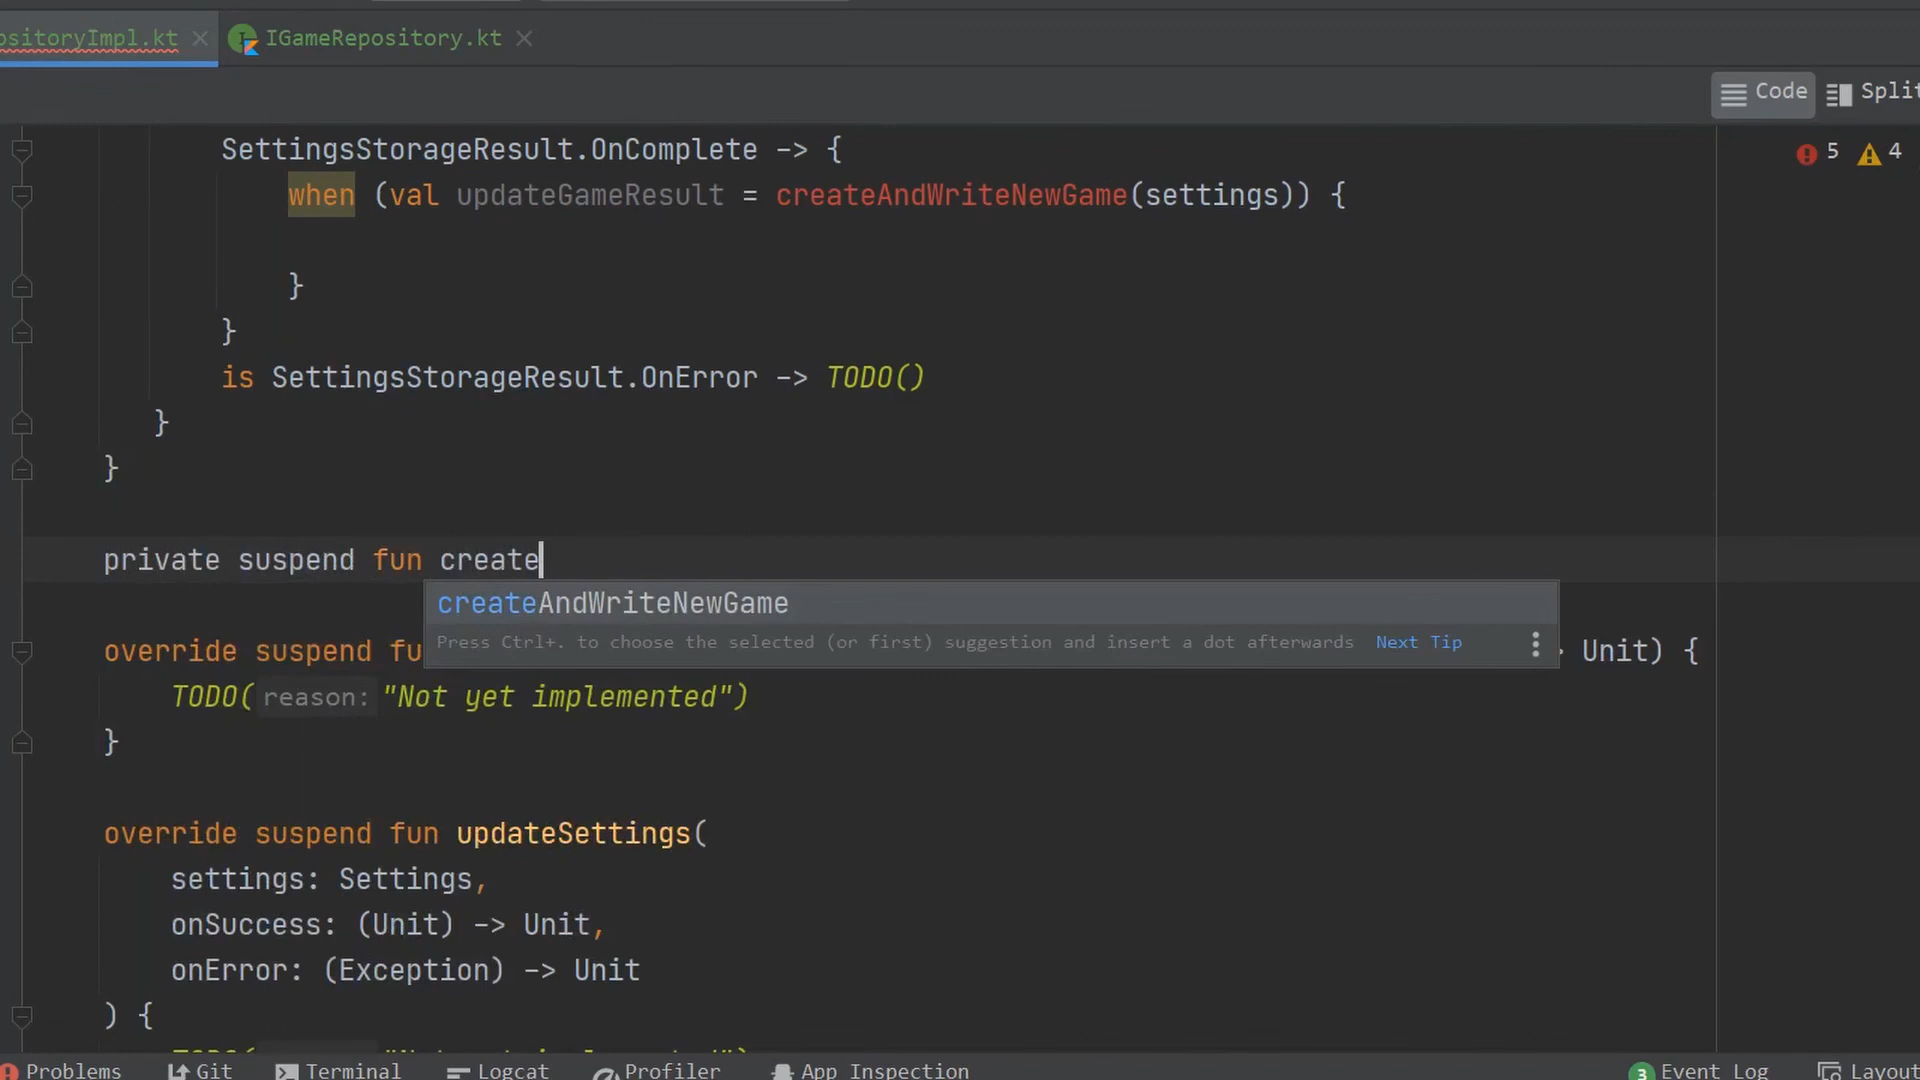 ositoryImpl.kt
IGameRepository.kt
Code
Split
SettingsStorageResult.OnComplete -> {
5
4
when (val updateGameResult = createAndWriteNewGame(settings)) {
}
}
is SettingsStorageResult.OnError -> TODO()
}
}
private suspend fun create
createAndWriteNewGame
Press Ctrl+. to choose the selected (or first) suggestion and insert a dot afterwards Next Tip
override suspend fu
Unit) {
TODO( reason: "Not yet implemented")
}
override suspend fun updateSettings(
settings: Settings,
onSuccess: (Unit) -> Unit,
onError: (Exception) -> Unit
) {
Problems
Git
Terminal
Logcat
Profiler
App Inspection
3
Event Log
Layout